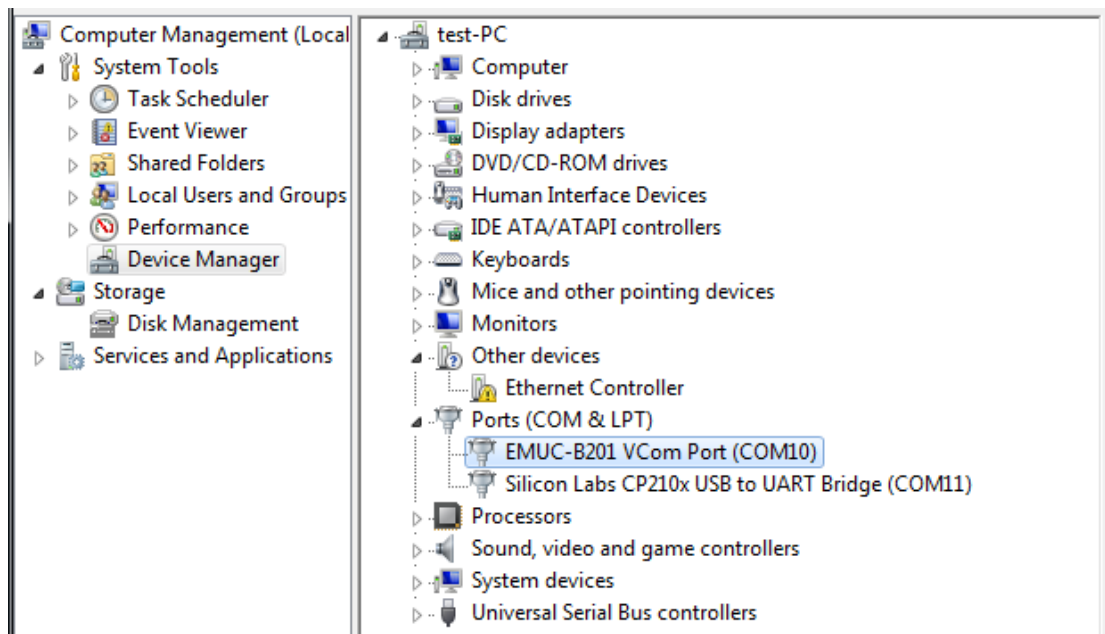 Computer Management (Local
System Tools
Task Scheduler
Event Viewer
Shared Folders
Local Users and Groups
Performance
Device Manager
Storage
Disk Management
Services and Applications
test-PC
Computer
Disk drives
Display adapters
DVD/CD-ROM drives
Human Interface Devices
IDE ATA/ATAPI controllers
Keyboards
Mice and other pointing devices
Monitors
Other devices
Ethernet Controller
Ports (COM & LPT)
EMUC-B201 VCom Port (COM10)
Silicon Labs CP210x USB to UART Bridge (COM11)
Processors
Sound, video and game controllers
System devices
Universal Serial Bus controllers